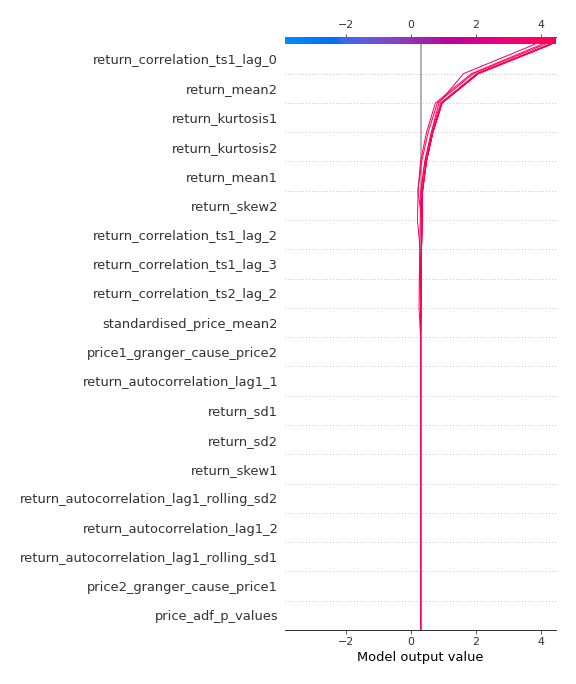 −2 0 2 4
return_correlation_ts1_lag_0
return_mean2
return_kurtosis1
return_kurtosis2
return_mean1
return_skew2
return_correlation_ts1_lag_2
return_correlation_ts1_lag_3
return_correlation_ts2_lag_2
standardised_price_mean2
price1_granger_cause_price2
return_autocorrelation_lag1_1
return_sd1
return_sd2
return_skew1
return_autocorrelation_lag1_rolling_sd2
return_autocorrelation_lag1_2
return_autocorrelation_lag1_rolling_sd1
price2_granger_cause_price1
price_adf_p_values
−2 0 2 4
Model output value